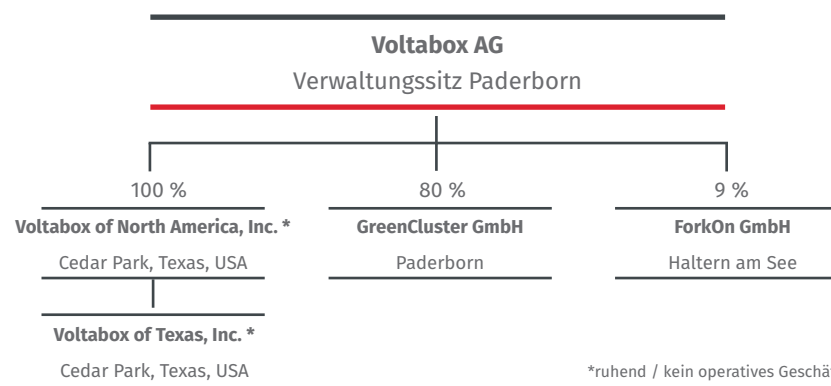 Voltabox AG
Verwaltungssitz Paderborn
100 %
80 %
9 %
Voltabox of North America, Inc. *
GreenCluster GmbH
ForkOn GmbH
Cedar Park, Texas, USA
Paderborn
Haltern am See
Voltabox of Texas, Inc. *
Cedar Park, Texas, USA
*ruhend / kein operatives